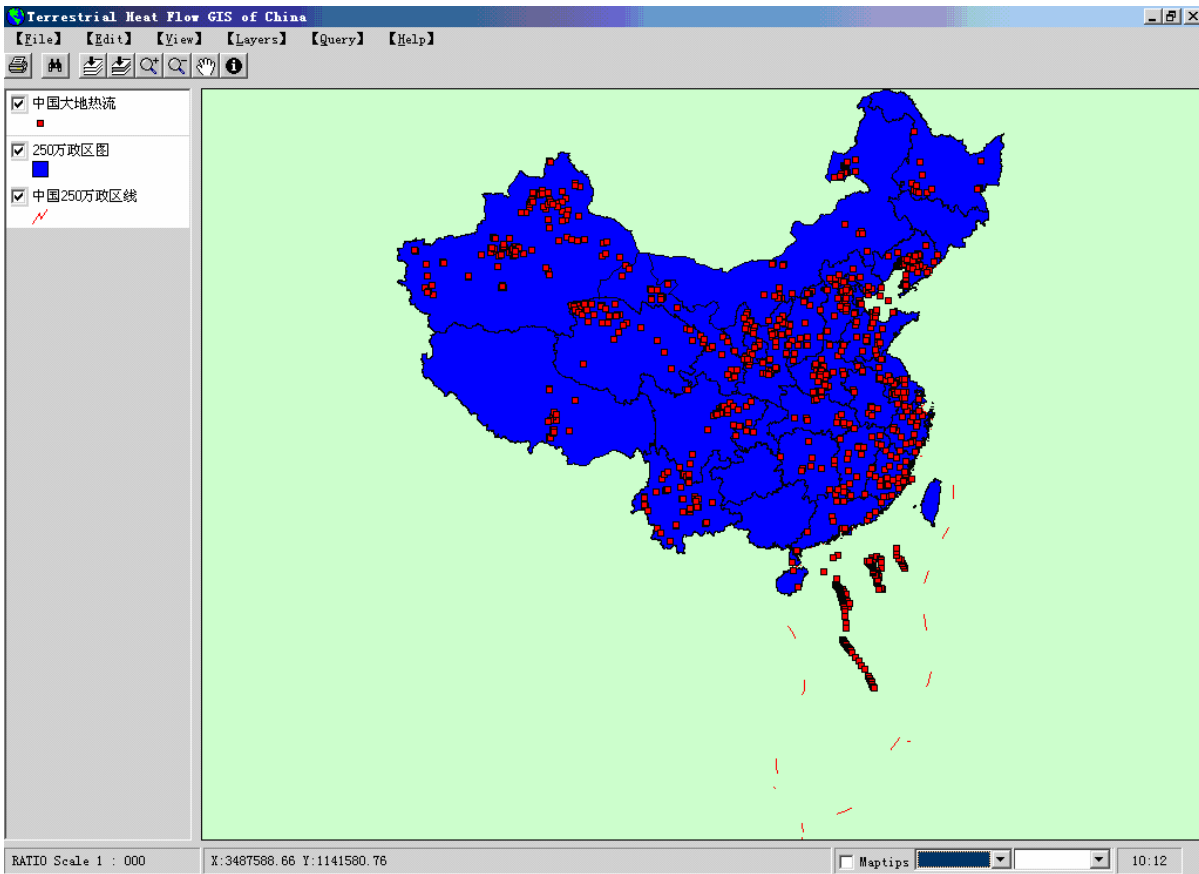 Terrestrial Heat Flow GIS of China
【File】 【Edit】 【View】 【Layers】 【Query】 【Help】
中国大地热流
250万政区图
中国250万政区线
RATIO Scale 1 : 000 X:3487588.66 Y:1141580.76 Maptips 10:12